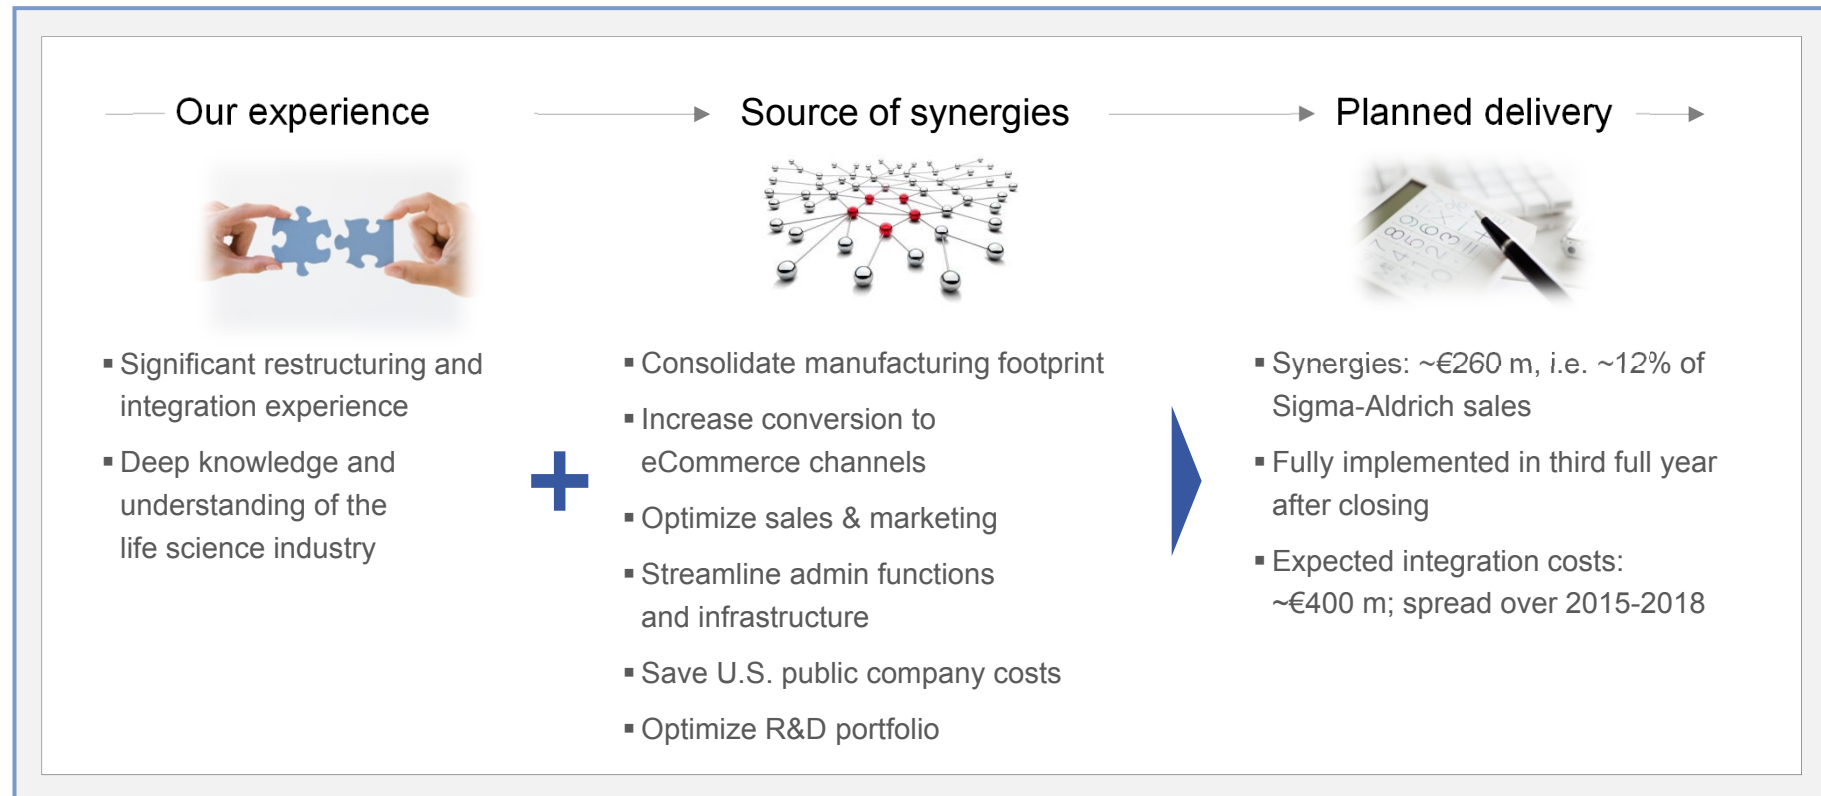 Our experience
Source of synergies
Planned delivery
▪ Significant restructuring and
integration experience
▪ Deep knowledge and
understanding of the
life science industry
▪ Consolidate manufacturing footprint
▪ Increase conversion to
eCommerce channels
▪ Optimize sales & marketing
▪ Streamline admin functions
and infrastructure
▪ Save U.S. public company costs
▪ Optimize R&D portfolio
▪ Synergies: ~€260 m, i.e. ~12% of
Sigma-Aldrich sales
▪ Fully implemented in third full year
after closing
▪ Expected integration costs:
~€400 m; spread over 2015-2018